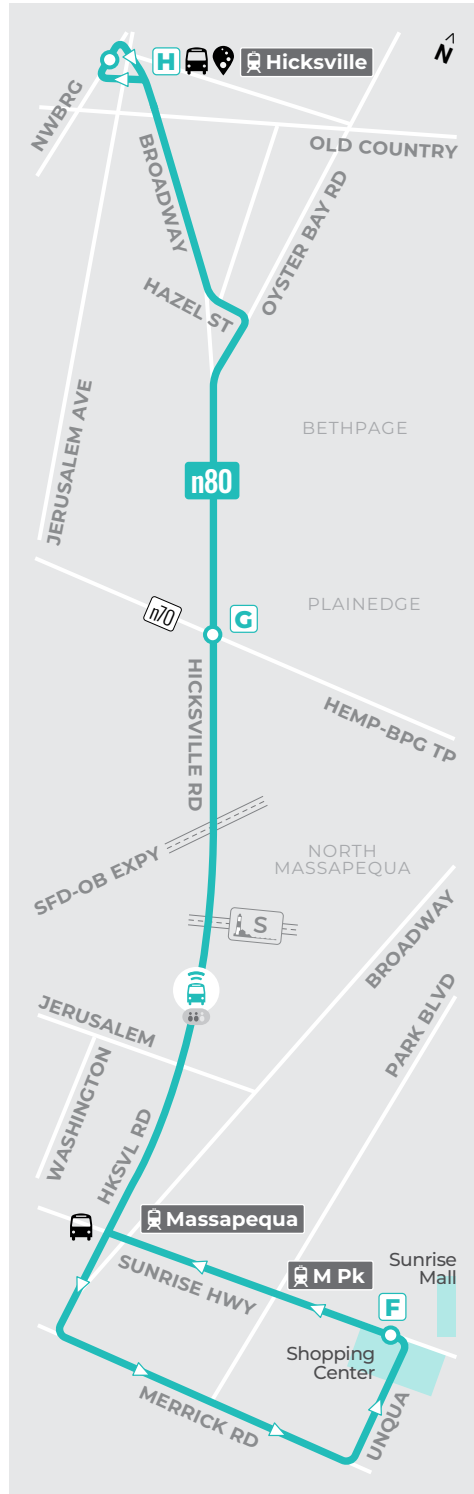 N
H
Hicksville
NWBRG
OLD COUNTRY
BROADWAY
OYSTER BAY RD
HAZEL ST
JERUSALEM AVE
BETHPAGE
n80
PLAINEDGE
n70
G
HICKSVILLE RD
HEMP-BPG TP
SFD-OB EXPY
NORTH
MASSAPEQUA
S
BROADWAY
PARK BLVD
JERUSALEM
WASHINGTON
HKSVL RD
Massapequa
SUNRISE HWY
M Pk
Sunrise
Mall
F
Shopping
Center
MERRICK RD
UNQUA